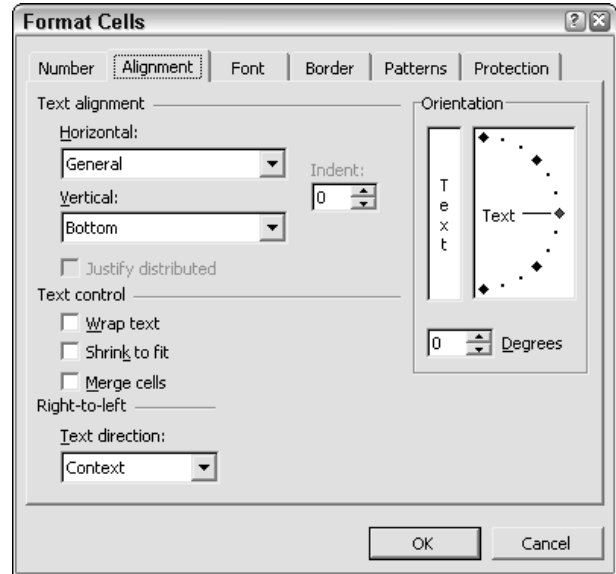 Format Cells
Number Alignment Font Border Patterns Protection
Text alignment
Horizontal:
General
Indent:
0
Vertical:
Bottom
Justify distributed
Text control
Wrap text
Shrink to fit
Merge cells
Right-to-left
Text direction:
Context
Orientation
Text
Text
0 Degrees
OK Cancel